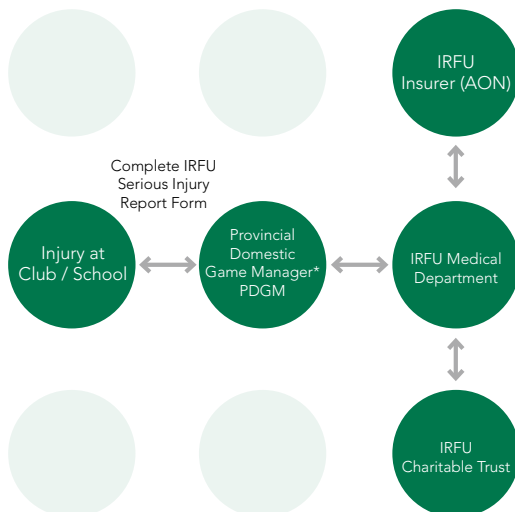 IRFU
Insurer (AON)
Complete IRFU
Serious Injury
Report Form
Injury at
Club / School
Provincial
Domestic
Game Manager*
PDGM
IRFU Medical
Department
IRFU
Charitable Trust